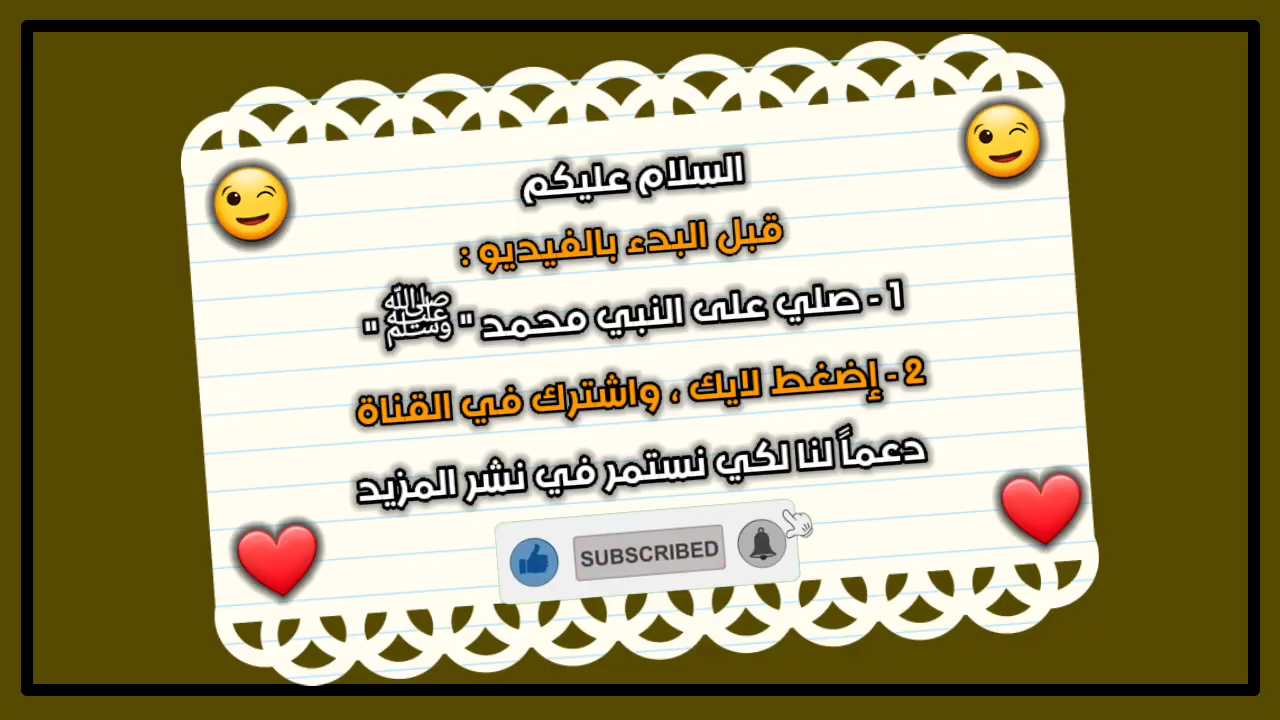 السلام عليكم
قبل البدء بالفيديو :
1 - صلي على النبي محمد " ﷺ "
2 - إضغط لايك ، واشترك في القناة
دعماً لنا لكي نستمر في نشر المزيد
SUBSCRIBED